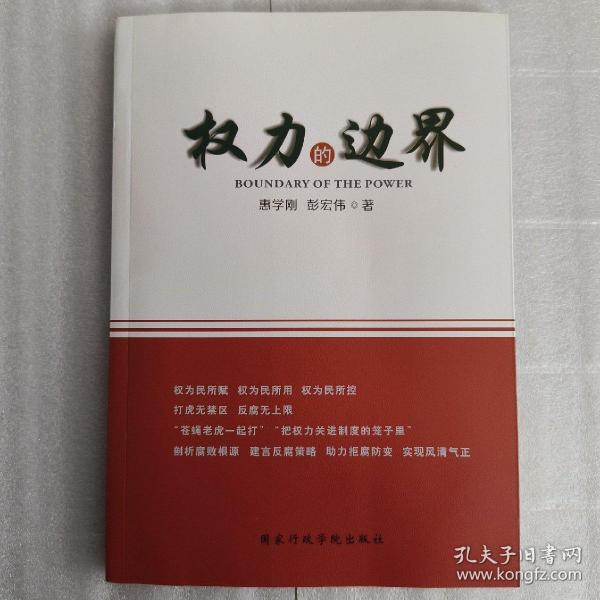 权力的边界
BOUNDARY OF THE POWER
惠学刚 彭宏伟◎著
权为民所赋 权为民所用 权为民所控
打虎无禁区 反腐无上限
“苍蝇老虎一起打” “把权力关进制度的笼子里”
剖析腐败根源 建言反腐策略 助力拒腐防变 实现风清气正
国家行政学院出版社
孔夫子旧书网
www.kongfz.com